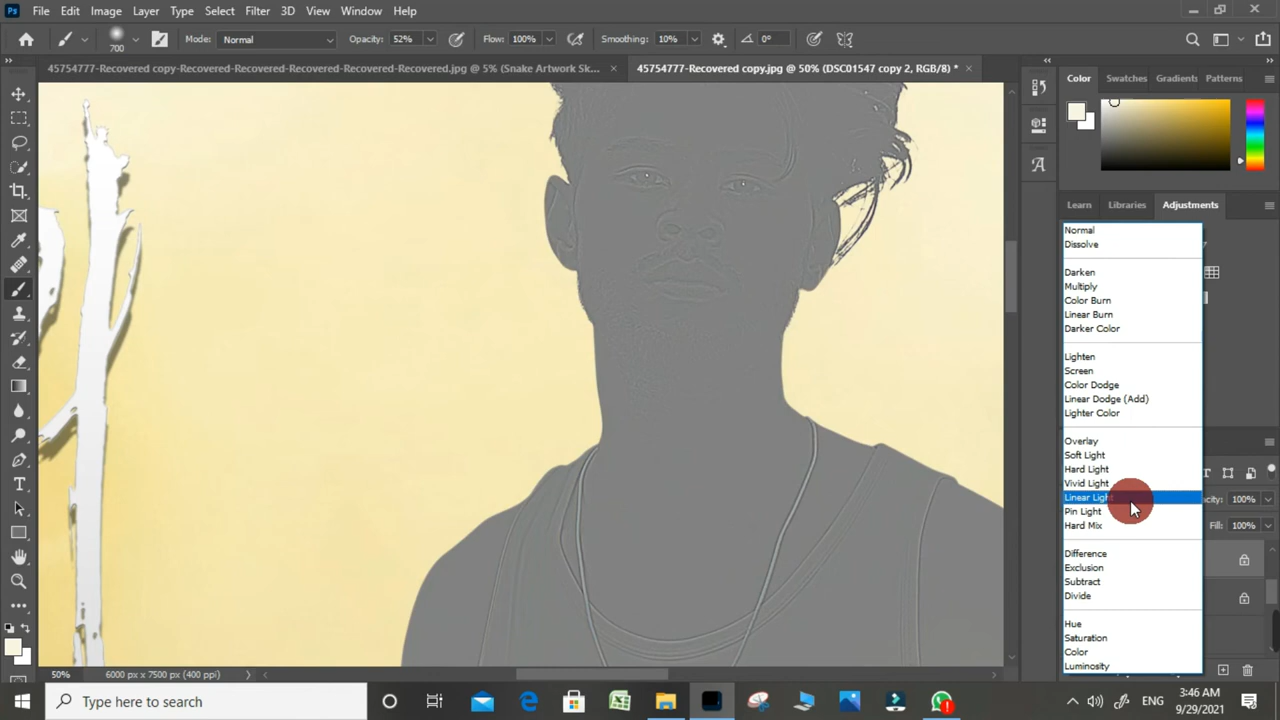 Ps File Edit Image Layer Type Select Filter 3D View Window Help
700 Mode: Normal Opacity: 52% Flow: 100% Smoothing: 10% 0°
45754777-Recovered copy-Recovered-Recovered-Recovered-Recovered-Recovered.jpg @ 5% (Snake Artwork Sk... × 45754777-Recovered copy.jpg @ 50% (DSC01547 copy 2, RGB/8) * ×
Color Swatches Gradients Patterns
Learn Libraries Adjustments
Normal
Dissolve
Darken
Multiply
Color Burn
Linear Burn
Darker Color
Lighten
Screen
Color Dodge
Linear Dodge (Add)
Lighter Color
Overlay
Soft Light
Hard Light
Vivid Light
Linear Light
Pin Light
Hard Mix
Difference
Exclusion
Subtract
Divide
Hue
Saturation
Color
Luminosity
100%
Fill: 100%
50% 6000 px x 7500 px (400 ppi)
Type here to search
ENG
3:46 AM
9/29/2021